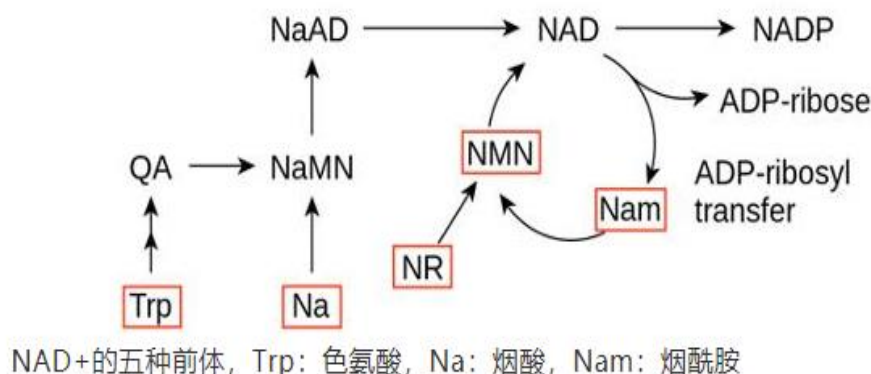 NaAD NAD NADP
ADP-ribose
NMN
QA NaMN
ADP-ribosyl
transfer
Nam
NR
Trp Na
NAD+的五种前体，Trp：色氨酸，Na：烟酸，Nam：烟酰胺